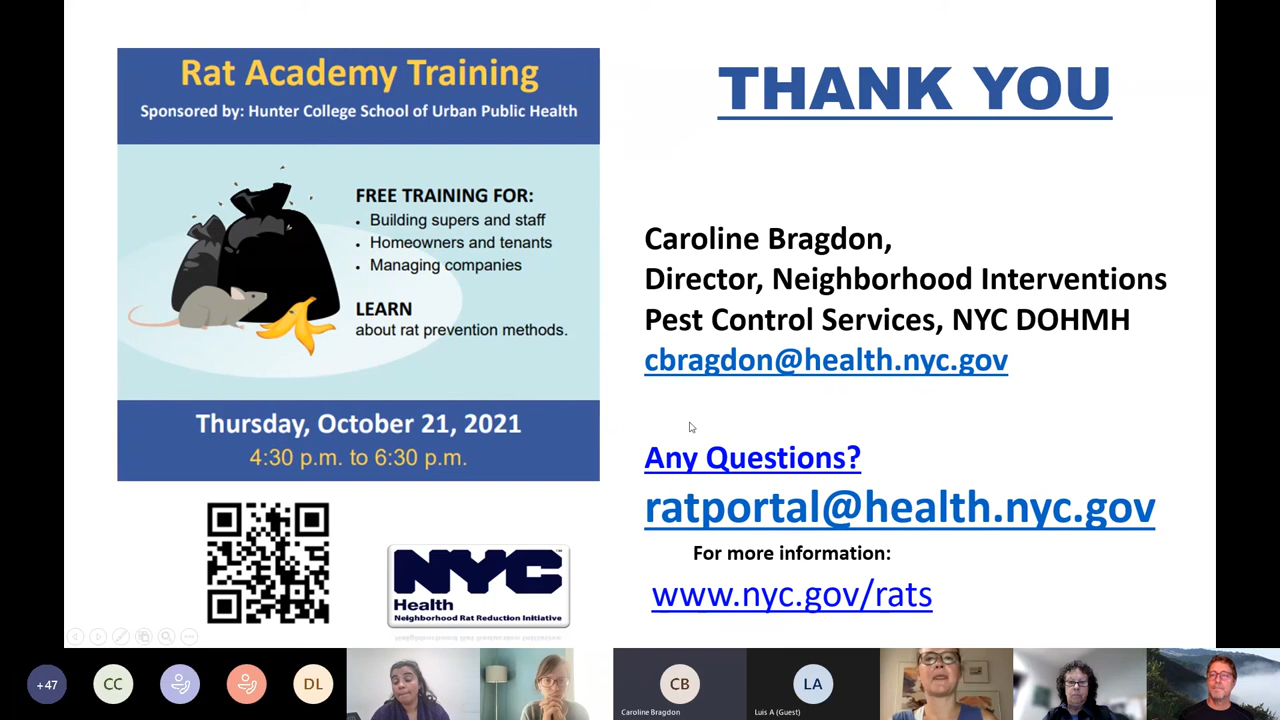 Rat Academy Training
Sponsored by: Hunter College School of Urban Public Health
FREE TRAINING FOR:
• Building supers and staff
• Homeowners and tenants
• Managing companies
LEARN
about rat prevention methods.
Thursday, October 21, 2021
4:30 p.m. to 6:30 p.m.
NYC
Health
Neighborhood Rat Reduction Initiative
THANK YOU
Caroline Bragdon,
Director, Neighborhood Interventions
Pest Control Services, NYC DOHMH
cbragdon@health.nyc.gov
Any Questions?
ratportal@health.nyc.gov
For more information:
www.nyc.gov/rats
+47
CC
DL
CB
Caroline Bragdon
LA
Luis A (Guest)